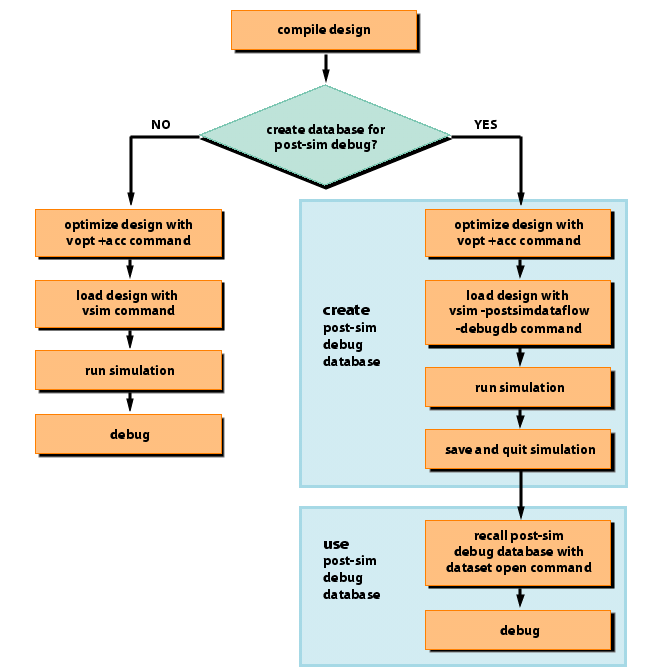 compile design
create database for
post-sim debug?
NO
YES
optimize design with
vopt +acc command
load design with
vsim command
run simulation
debug
create
post-sim
debug
database
optimize design with
vopt +acc command
load design with
vsim -postsimdataflow
-debugdb command
run simulation
save and quit simulation
use
post-sim
debug
database
recall post-sim
debug database with
dataset open command
debug